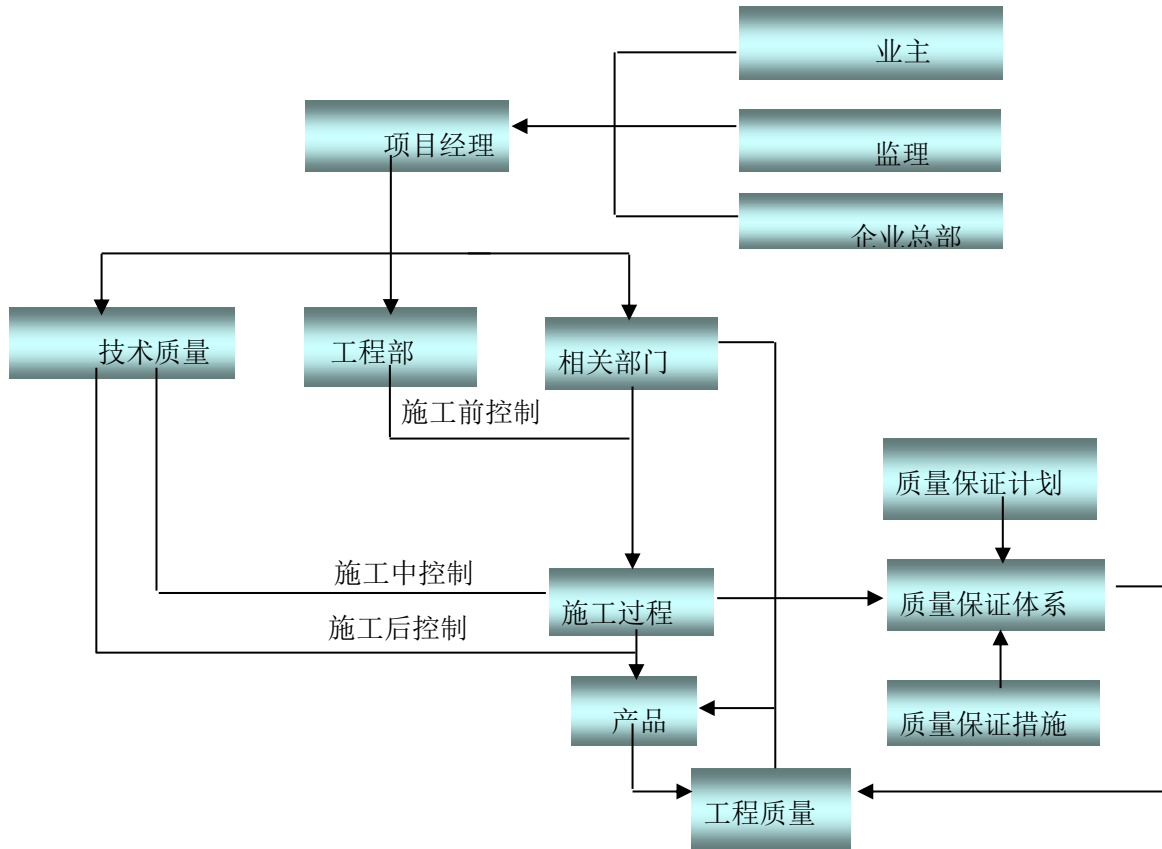 业主
项目经理
监理
企业总部
技术质量
工程部
相关部门
施工前控制
质量保证计划
施工中控制
施工过程
质量保证体系
施工后控制
产品
质量保证措施
工程质量